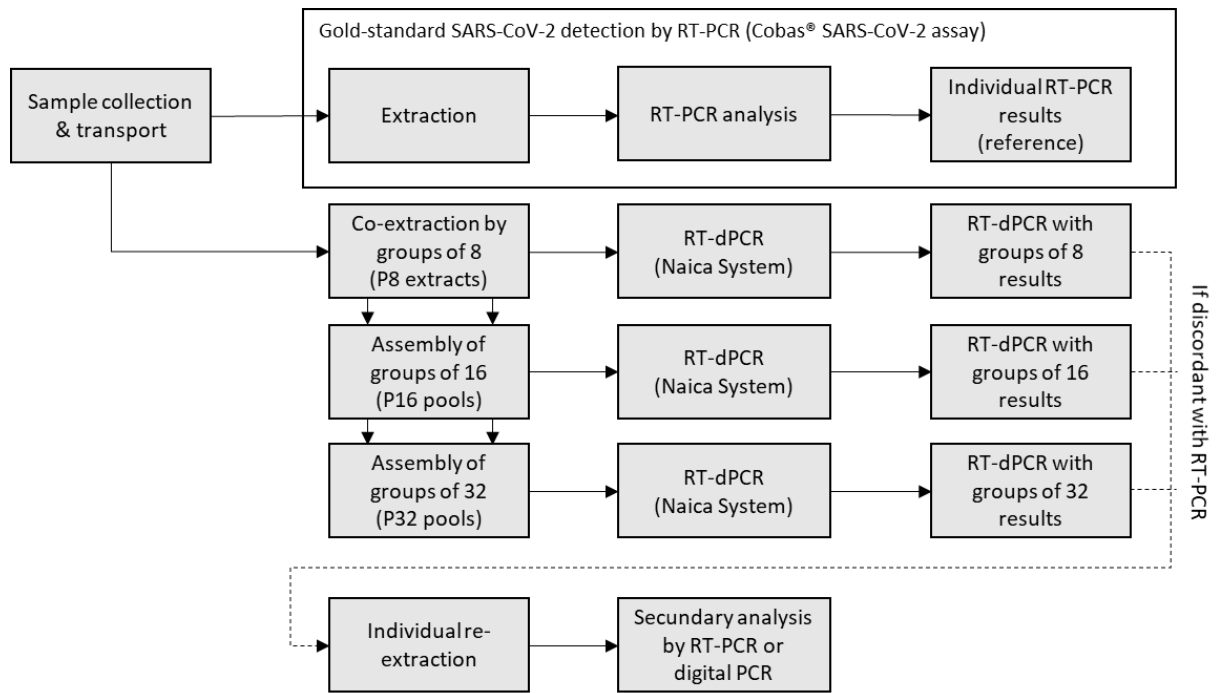 Gold-standard SARS-CoV-2 detection by RT-PCR (Cobas® SARS-CoV-2 assay)
Sample collection
& transport
Extraction
RT-PCR analysis
Individual RT-PCR
results
(reference)
Co-extraction by
groups of 8
(P8 extracts)
RT-dPCR
(Naica System)
RT-dPCR with
groups of 8
results
Assembly of
groups of 16
(P16 pools)
RT-dPCR
(Naica System)
RT-dPCR with
groups of 16
results
Assembly of
groups of 32
(P32 pools)
RT-dPCR
(Naica System)
RT-dPCR with
groups of 32
results
If discordant with RT-PCR
Individual re-
extraction
Secundary analysis
by RT-PCR or
digital PCR